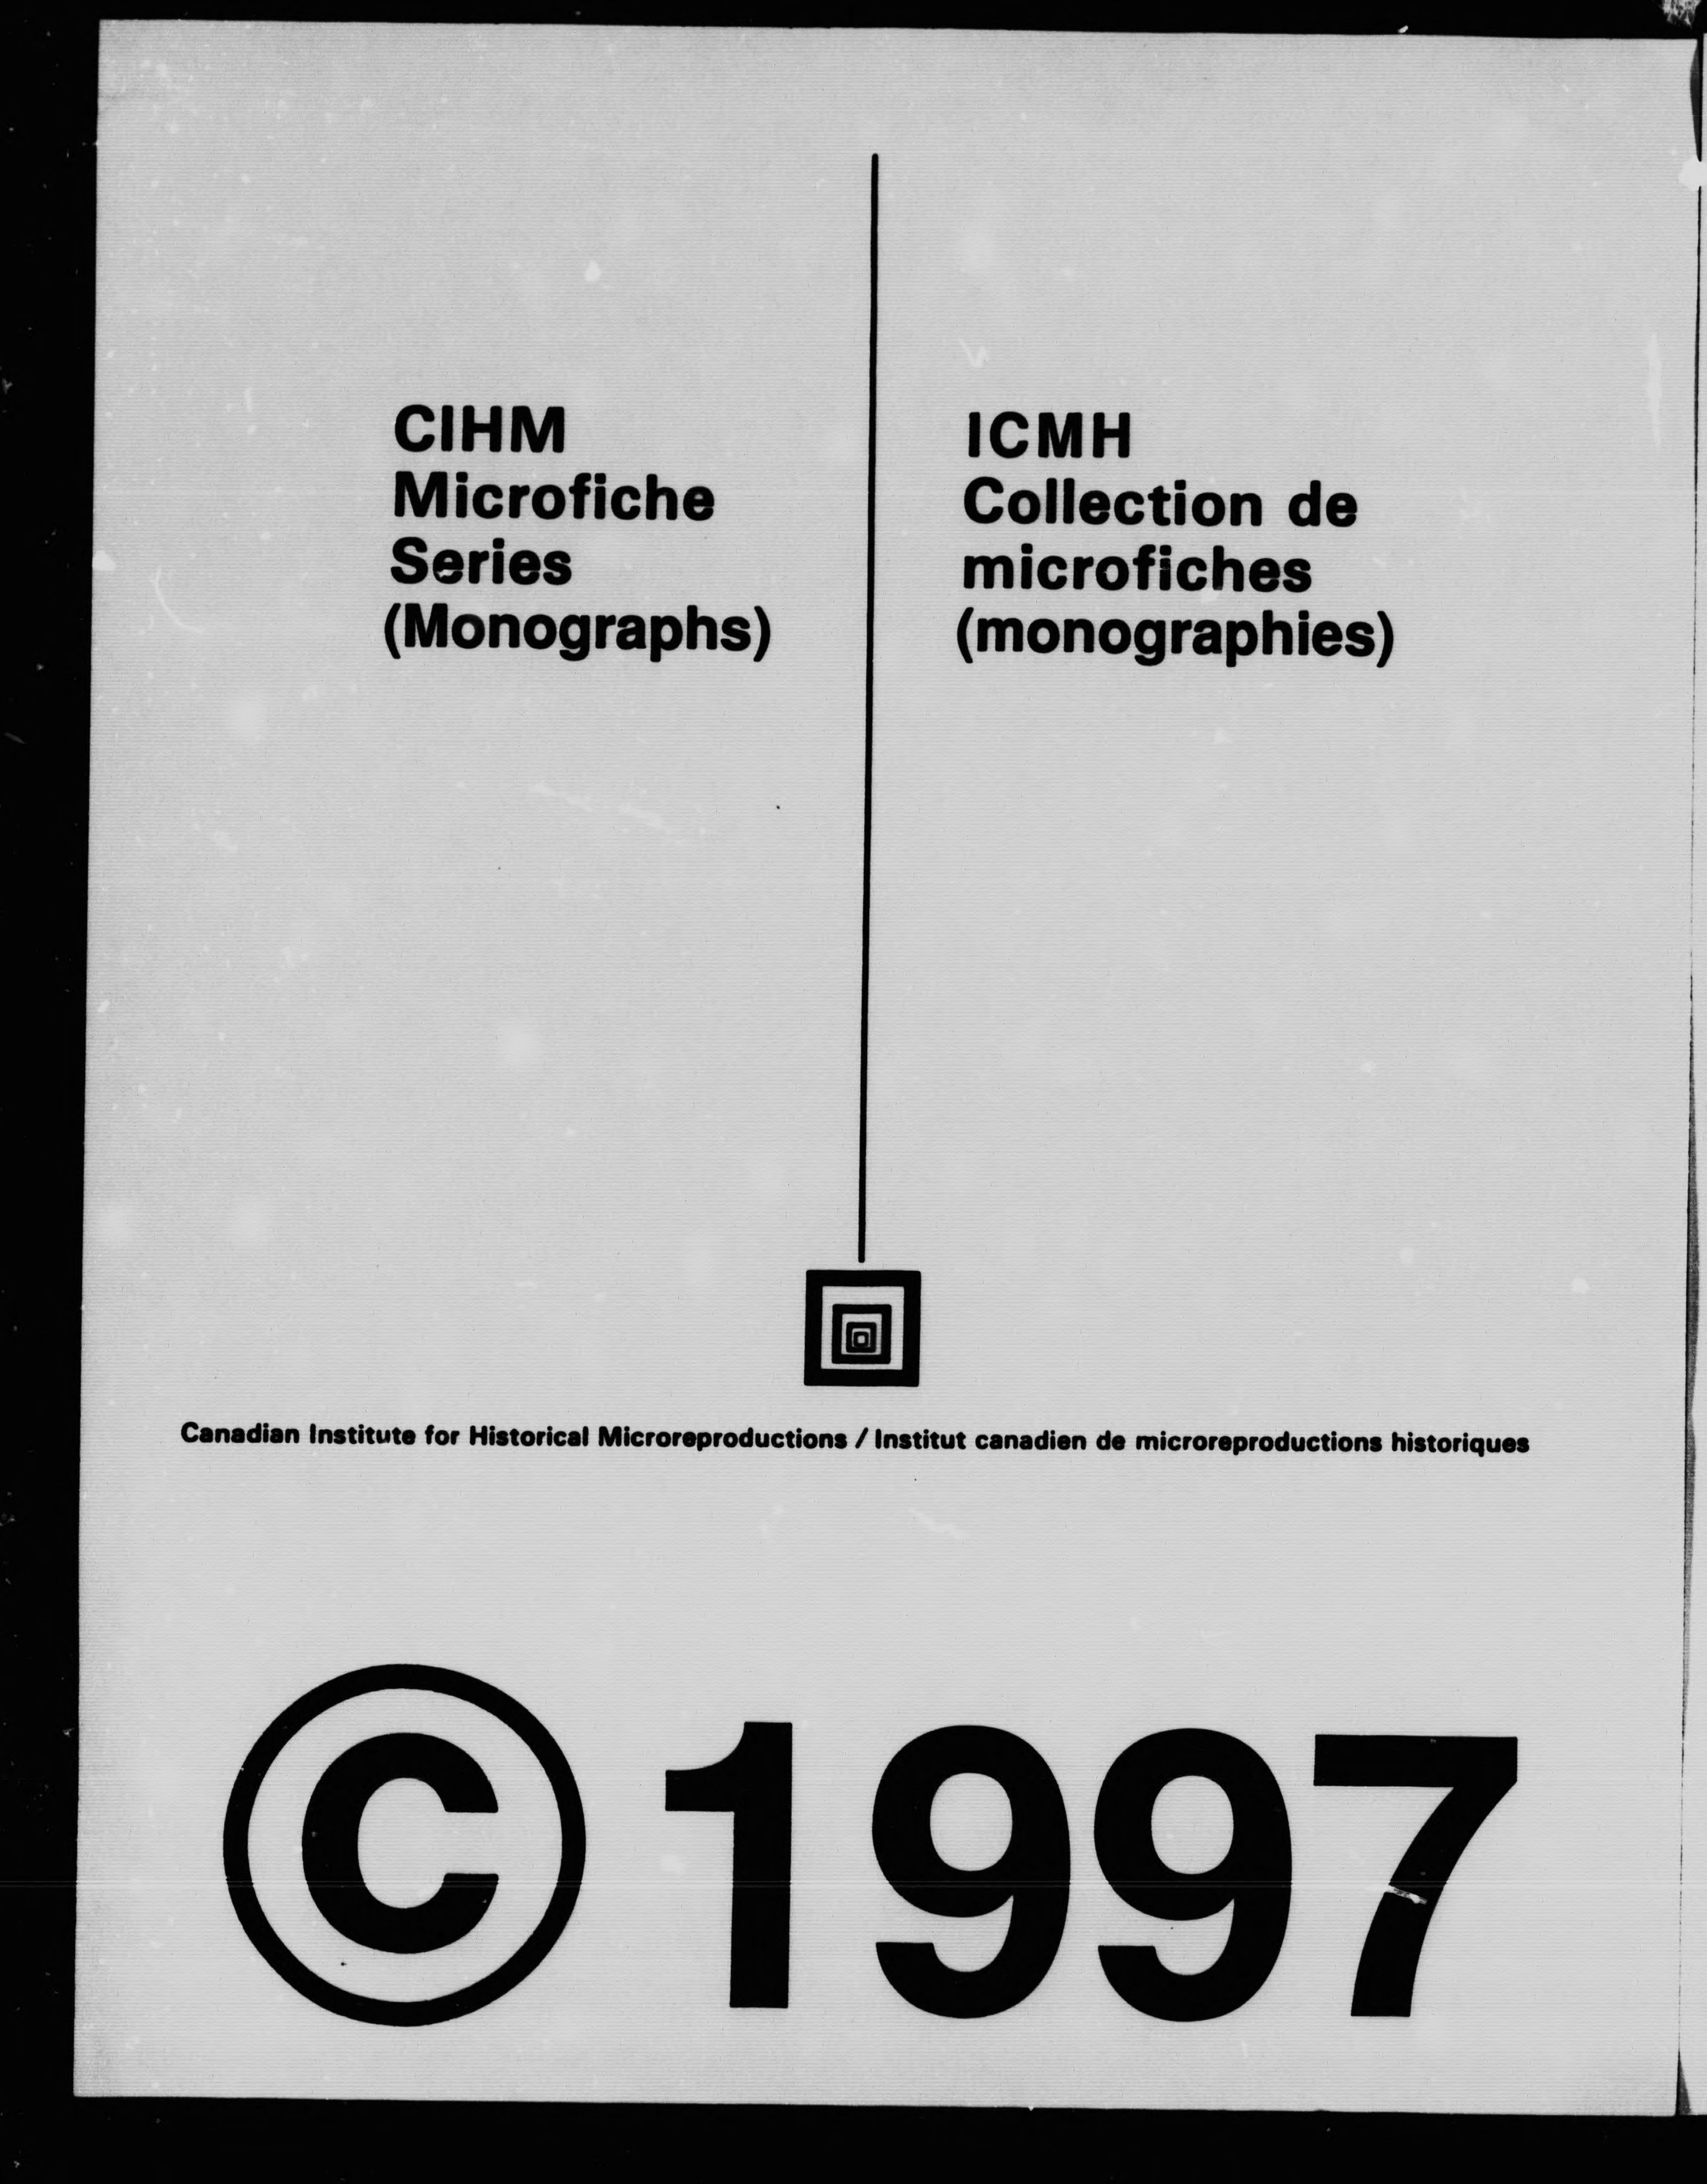 CIHM
Microfiche
Series
(Monographs)
ICMH
Collection de
microfiches
(monographies)
Canadian Institute for Historical Microreproductions / Institut canadien de microreproductions historiques
© 1997